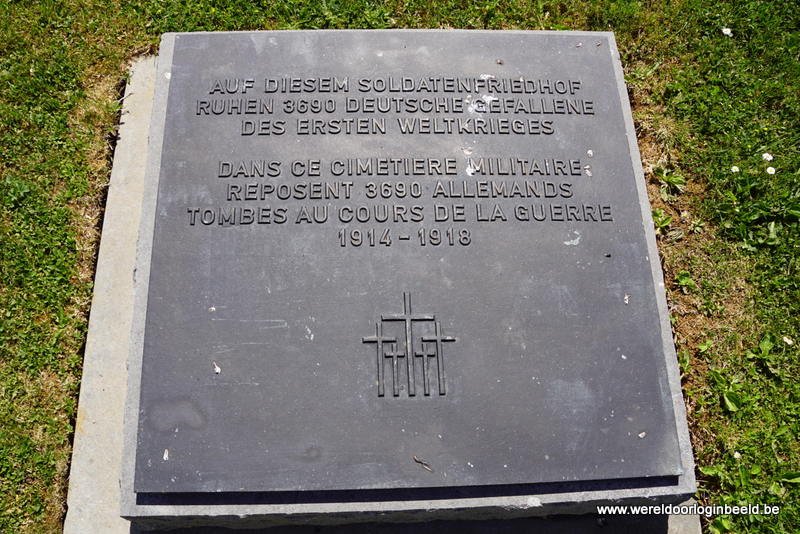 AUF DIESEM SOLDATENFRIEDHOF
RUHEN 3690 DEUTSCHE GEFALLENE
DES ERSTEN WELTKRIEGES
DANS CE CIMETIERE MILITAIRE
REPOSENT 3690 ALLEMANDS
TOMBES AU COURS DE LA GUERRE
1914 - 1918
www.wereldoorloginbeeld.be